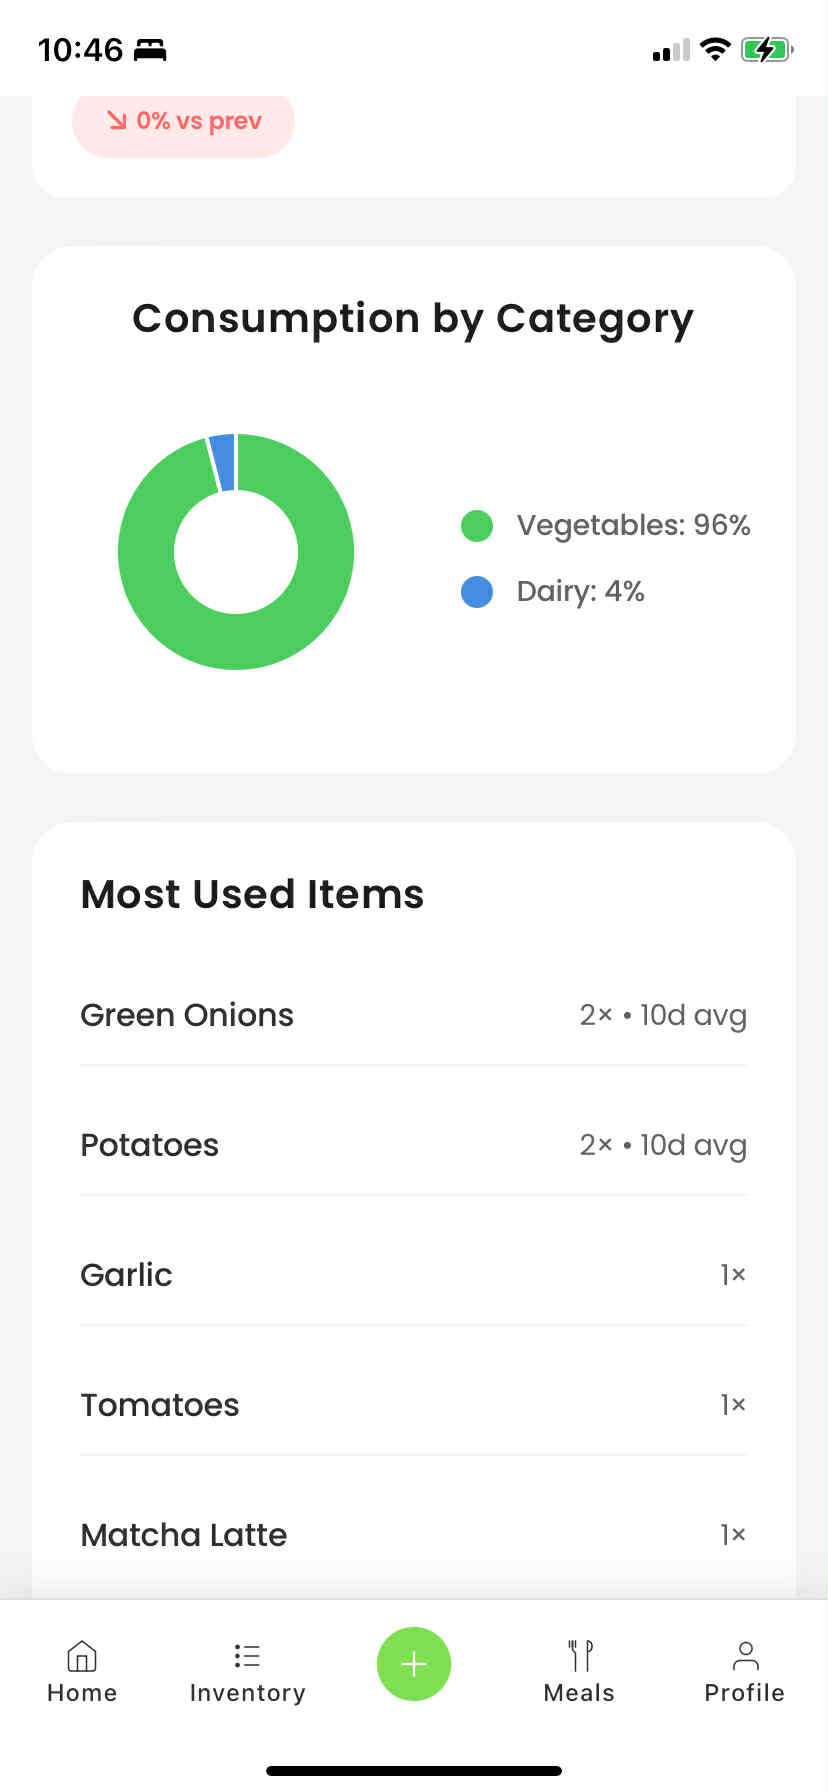 10:46
0% vs prev
Consumption by Category
Vegetables: 96%
Dairy: 4%
Most Used Items
Green Onions 2× • 10d avg
Potatoes 2× • 10d avg
Garlic 1×
Tomatoes 1×
Matcha Latte 1×
Home Inventory Meals Profile